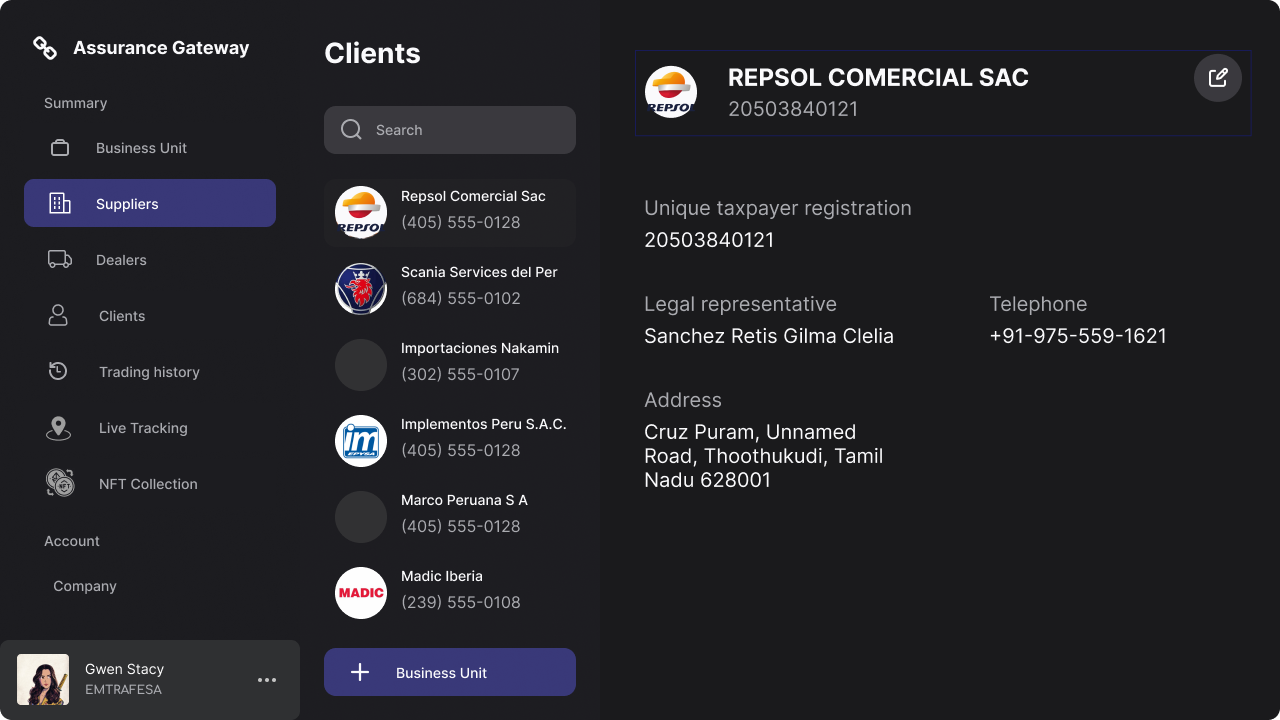 Assurance Gateway
Summary
Business Unit
Suppliers
Dealers
Clients
Trading history
Live Tracking
NFT
NFT Collection
Account
Company
Gwen Stacy
EMTRAFESA
Clients
Search
REPSOL
Repsol Comercial Sac
(405) 555-0128
Scania Services del Per
(684) 555-0102
Importaciones Nakamin
(302) 555-0107
im
EPYSA
Implementos Peru S.A.C.
(405) 555-0128
Marco Peruana S A
(405) 555-0128
MADIC
Madic Iberia
(239) 555-0108
Business Unit
REPSOL
REPSOL COMERCIAL SAC
20503840121
Unique taxpayer registration
20503840121
Legal representative
Sanchez Retis Gilma Clelia
Telephone
+91-975-559-1621
Address
Cruz Puram, Unnamed
Road, Thoothukudi, Tamil
Nadu 628001